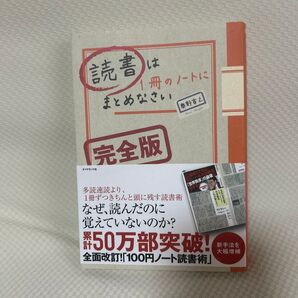 読書は
1冊のノートに
まとめなさい
奥野宣之
完全版
ダイヤモンド社
多読速読より、
1冊ずつきちんと頭に残す読書術
なぜ、読んだのに
覚えていないのか?
累計50万部突破!
全面改訂!「100円ノート読書術」
新手法を
大幅増補